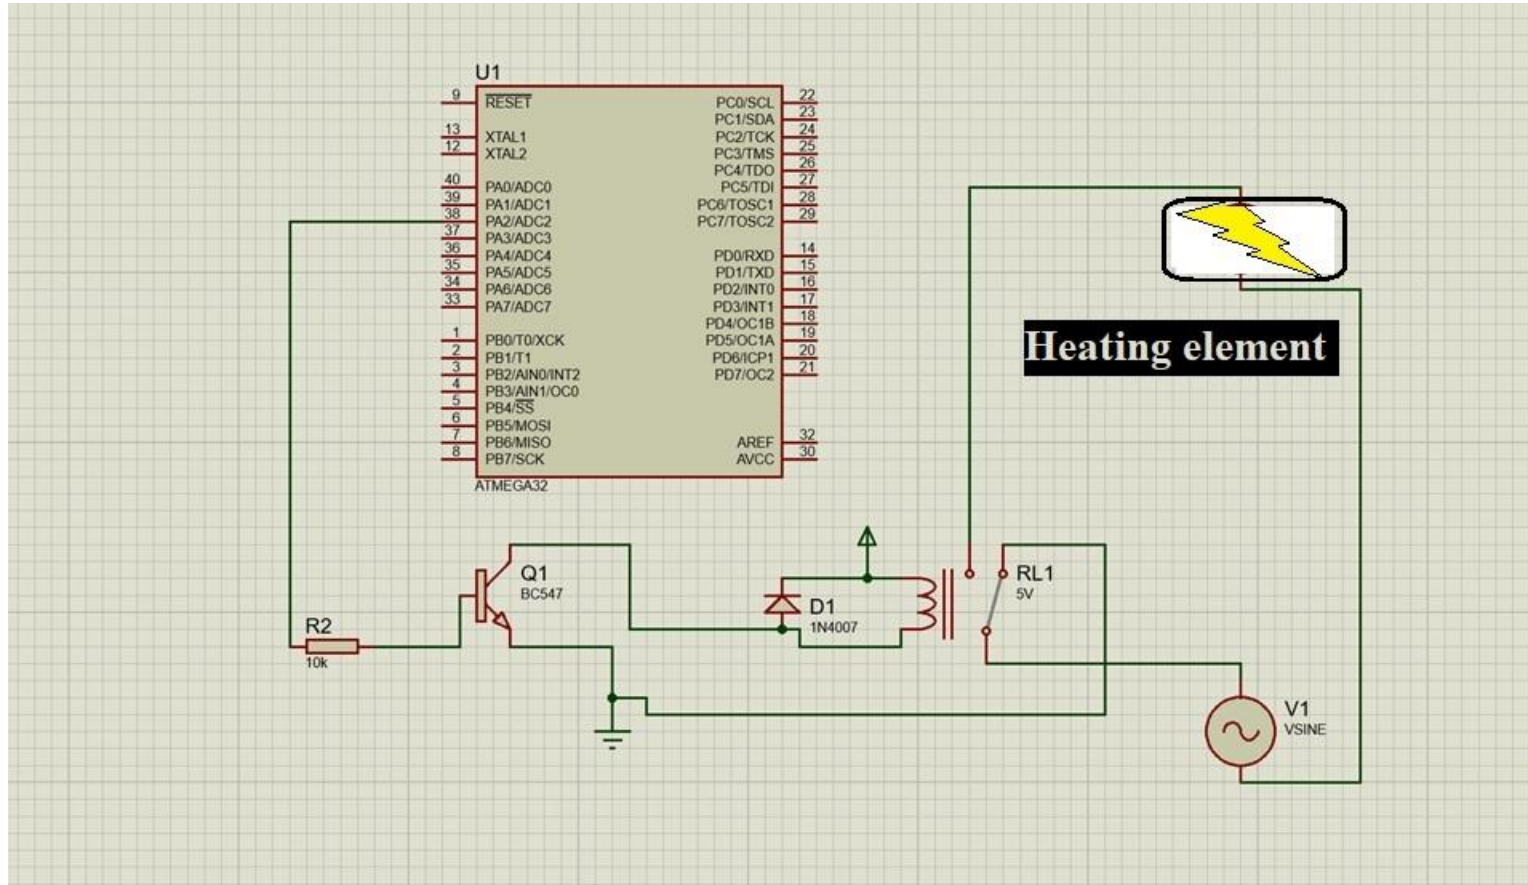 U1
9 RESET PC0/SCL 22
PC1/SDA 23
13 XTAL1 PC2/TCK 24
12 XTAL2 PC3/TMS 25
PC4/TDO 26
40 PA0/ADC0 PC5/TDI 27
39 PA1/ADC1 PC6/TOSC1 28
38 PA2/ADC2 PC7/TOSC2 29
37 PA3/ADC3
36 PA4/ADC4 PD0/RXD 14
35 PA5/ADC5 PD1/TXD 15
34 PA6/ADC6 PD2/INT0 16
33 PA7/ADC7 PD3/INT1 17
PD4/OC1B 18
1 PB0/T0/XCK PD5/OC1A 19
2 PB1/T1 PD6/ICP1 20
3 PB2/AIN0/INT2 PD7/OC2 21
4 PB3/AIN1/OC0
5 PB4/SS
6 PB5/MOSI
7 PB6/MISO AREF 32
8 PB7/SCK AVCC 30
ATMEGA32
Heating element
Q1
BC547
D1
1N4007
RL1
5V
R2
10k
V1
VSINE